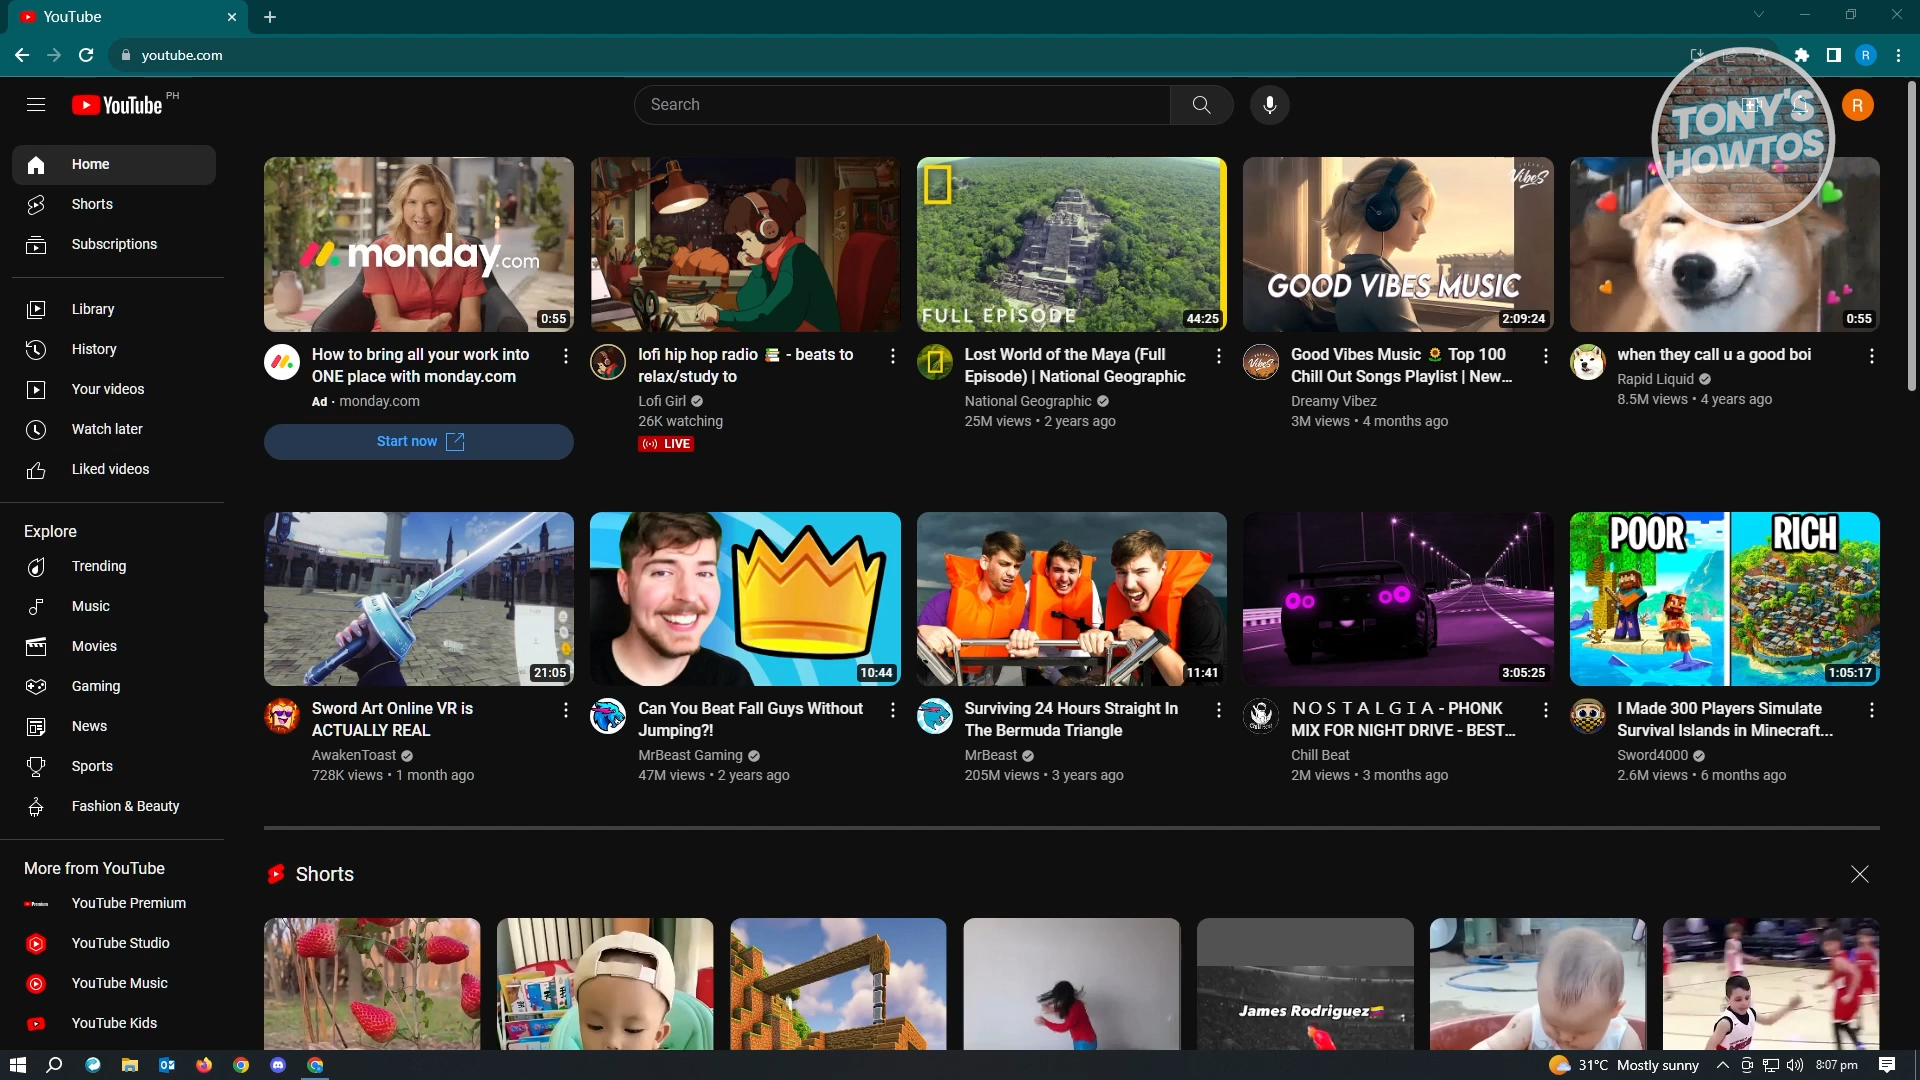 YouTube
youtube.com
R
YouTube PH
Search
R
TONY'S
HOWTOS
Home
Shorts
Subscriptions
Library
History
Your videos
Watch later
Liked videos
Explore
Trending
Music
Movies
Gaming
News
Sports
Fashion & Beauty
More from YouTube
YouTube Premium
YouTube Studio
YouTube Music
YouTube Kids
monday.com
0:55
How to bring all your work into
ONE place with monday.com
Ad · monday.com
Start now
lofi hip hop radio 📚 - beats to
relax/study to
Lofi Girl
26K watching
LIVE
FULL EPISODE
44:25
Lost World of the Maya (Full
Episode) | National Geographic
National Geographic
25M views • 2 years ago
VibeS
GOOD VIBES MUSIC
2:09:24
Good Vibes Music 🌻 Top 100
Chill Out Songs Playlist | New...
Dreamy Vibez
3M views • 4 months ago
0:55
when they call u a good boi
Rapid Liquid
8.5M views • 4 years ago
21:05
Sword Art Online VR is
ACTUALLY REAL
AwakenToast
728K views • 1 month ago
10:44
Can You Beat Fall Guys Without
Jumping?!
MrBeast Gaming
47M views • 2 years ago
11:41
Surviving 24 Hours Straight In
The Bermuda Triangle
MrBeast
205M views • 3 years ago
3:05:25
N O S T A L G I A - PHONK
MIX FOR NIGHT DRIVE - BEST...
Chill Beat
2M views • 3 months ago
POOR
RICH
1:05:17
I Made 300 Players Simulate
Survival Islands in Minecraft...
Sword4000
2.6M views • 6 months ago
Shorts
James Rodriguez🇨🇴
31°C Mostly sunny
8:07 pm